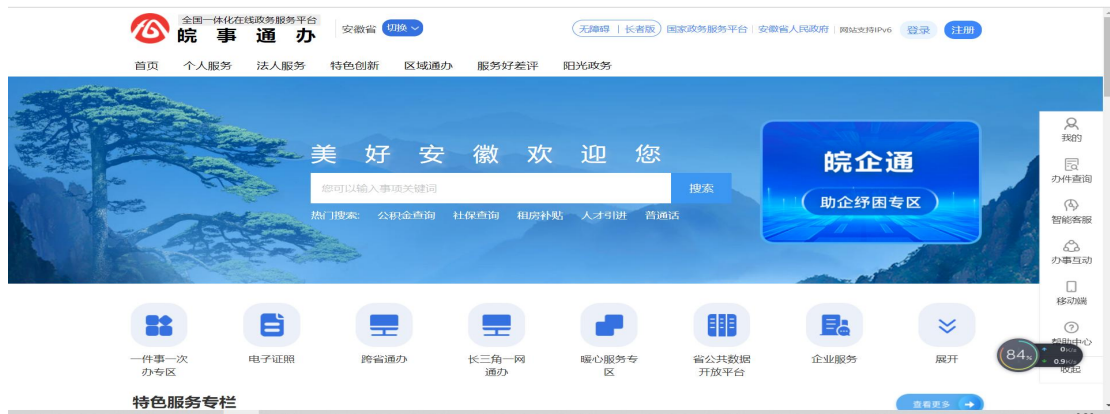 全国一体化在线政务服务平台
皖事通办
安徽省 切换
无障碍 | 长者版 国家政务服务平台 安徽省人民政府 网站支持IPv6 登录 注册
首页 个人服务 法人服务 特色创新 区域通办 服务好差评 阳光政务
美好安徽欢迎您
您可以输入事项关键词 搜索
热门搜索: 公积金查询 社保查询 租房补贴 人才引进 普通话
皖企通
助企纾困专区
我的
办件查询
智能客服
办事互动
移动端
帮助中心
收起
84%
0K/s
0.9K/s
一件事一次
办专区
电子证照
跨省通办
长三角一网
通办
暖心服务专
区
省公共数据
开放平台
企业服务
展开
特色服务专栏
查看更多